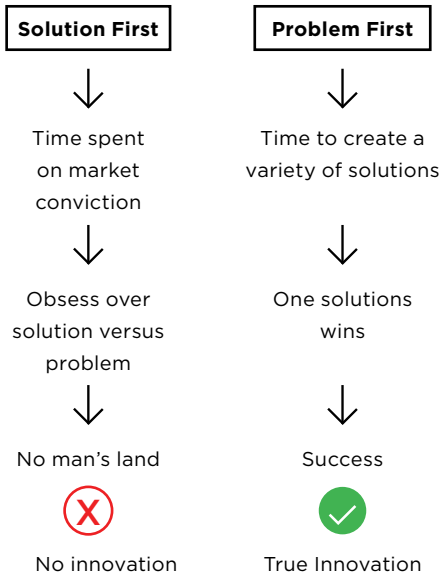 Solution First
Time spent
on market
conviction
Obsess over
solution versus
problem
No man's land
X
No innovation
Problem First
Time to create a
variety of solutions
One solutions
wins
Success
True Innovation